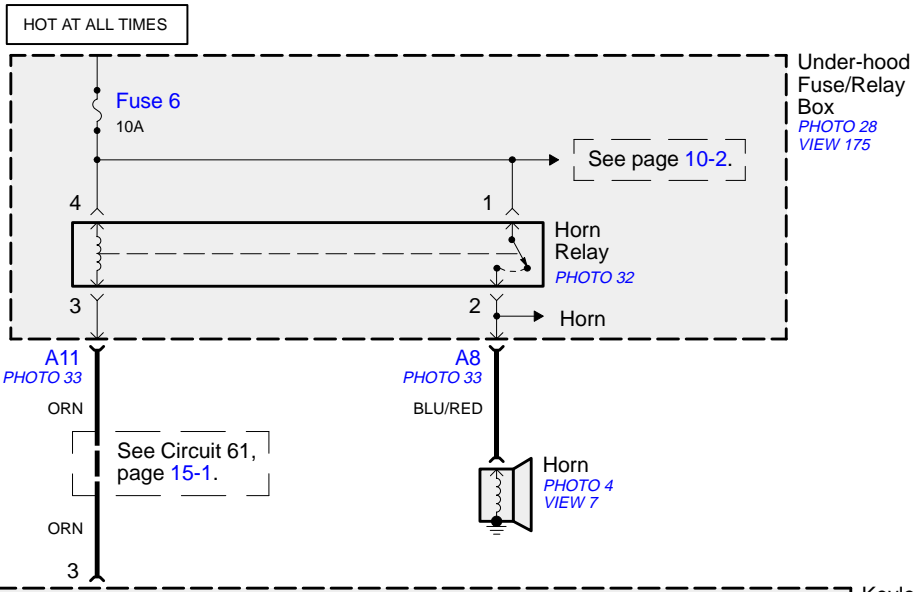 HOT AT ALL TIMES
Under-hood
Fuse/Relay
Box
PHOTO 28
VIEW 175
Fuse 6
10A
See page 10-2.
4
1
Horn
Relay
PHOTO 32
3
2
Horn
A11
PHOTO 33
A8
PHOTO 33
ORN
BLU/RED
See Circuit 61,
page 15-1.
Horn
PHOTO 4
VIEW 7
ORN
3